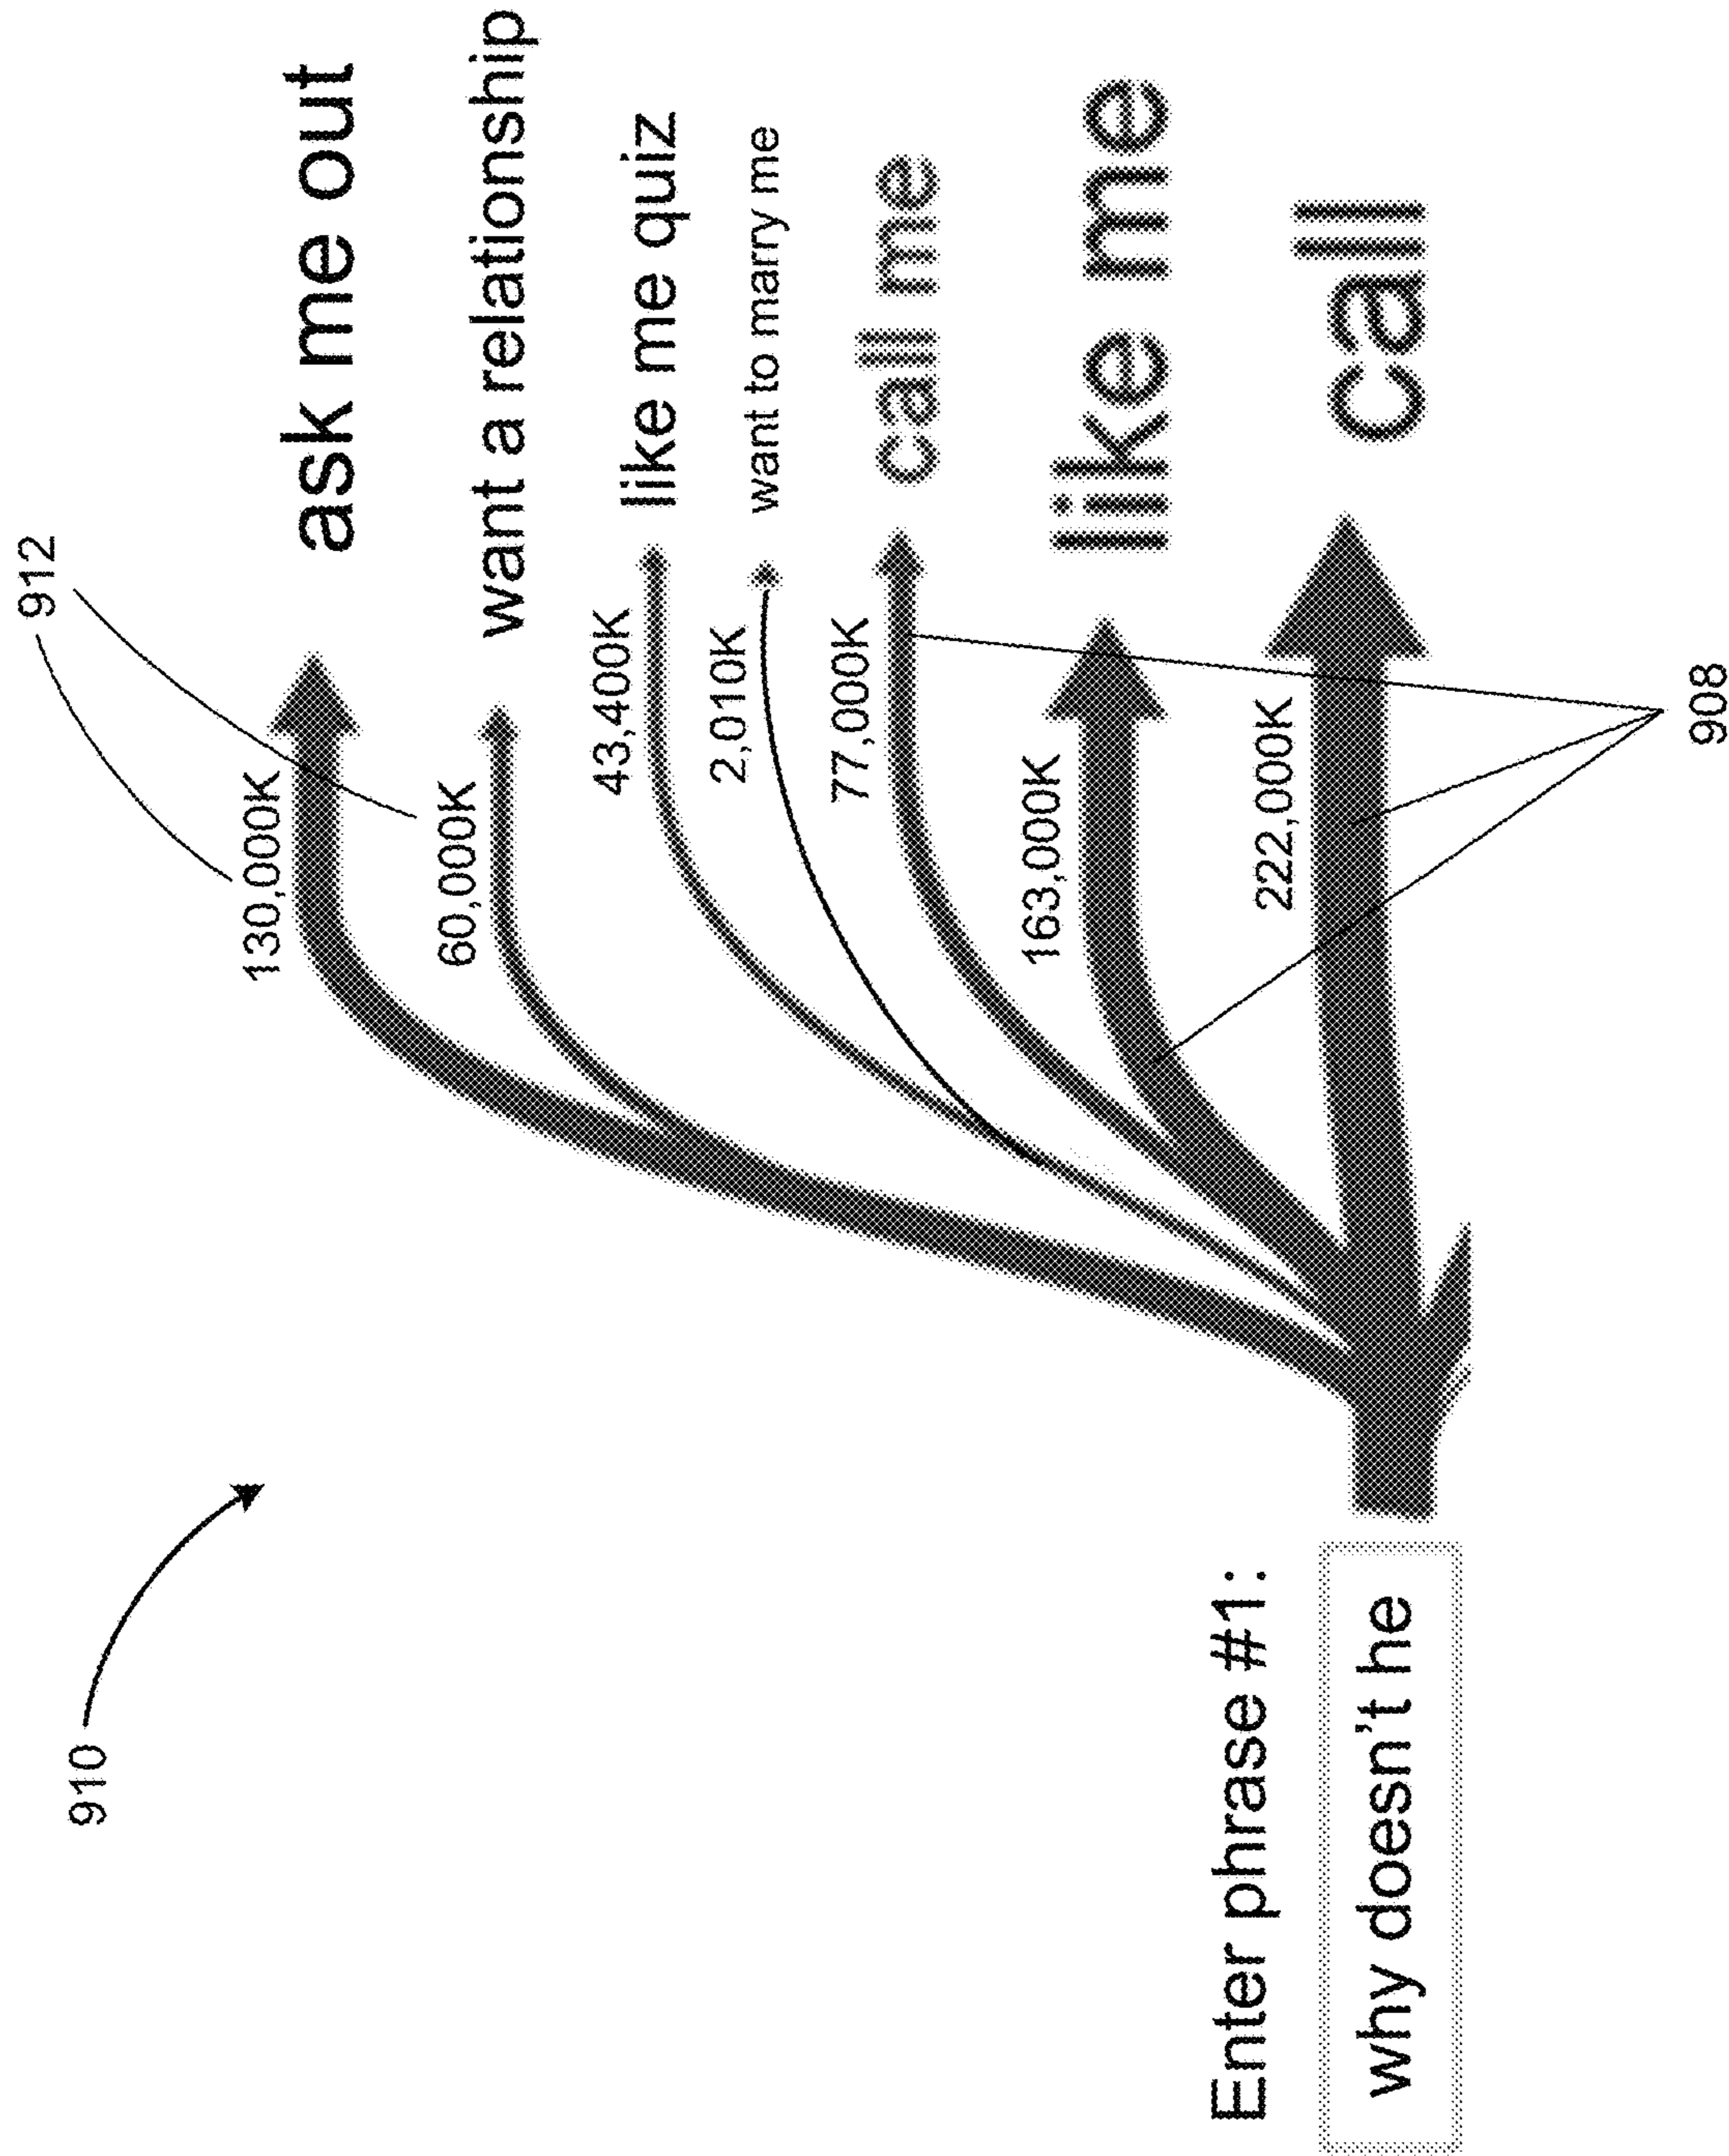 910
912
130,000K
ask me out
60,000K
want a relationship
43,400K
like me quiz
2,010K
want to marry me
77,000K
call me
163,000K
like me
222,000K
call
Enter phrase #1:
why doesn't he
908